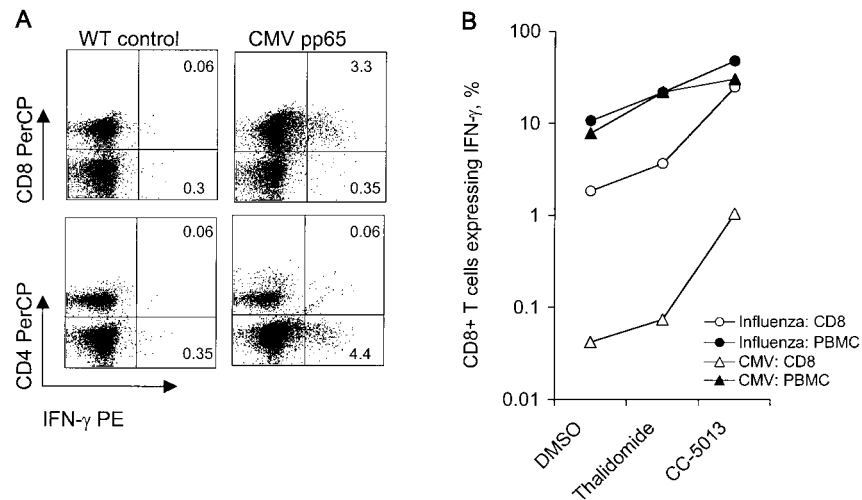 A
WT control
CMV pp65
CD8 PerCP
0.06
0.3
3.3
0.35
CD4 PerCP
0.06
0.35
0.06
4.4
IFN-γ PE
B
CD8+ T cells expressing IFN-γ, %
100
10
1
0.1
0.01
Influenza: CD8
Influenza: PBMC
CMV: CD8
CMV: PBMC
DMSO
Thalidomide
CC-5013